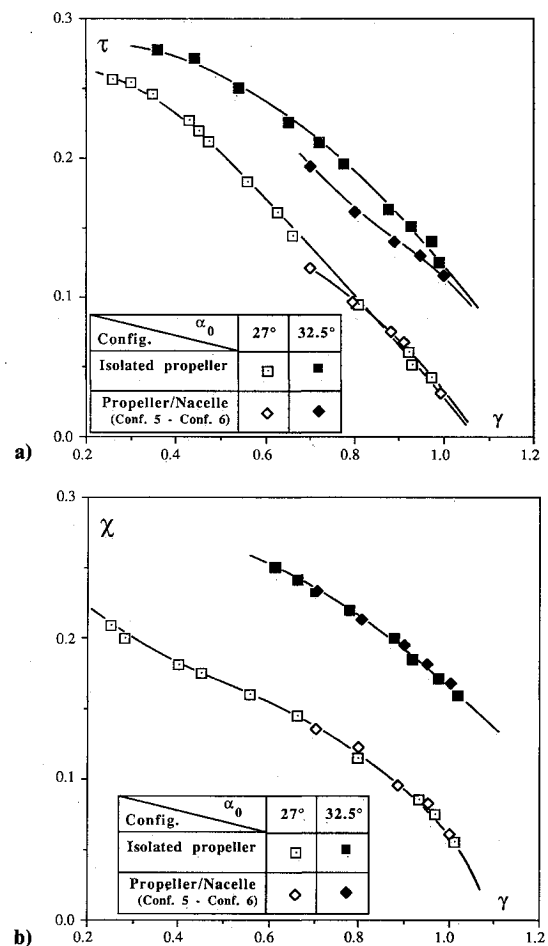 0.3
τ
0.2
0.1
α0
27° 32.5°
Config.
Isolated propeller
Propeller/Nacelle
(Conf. 5 - Conf. 6)
γ
0.0
a)
0.2 0.4 0.6 0.8 1.0 1.2
0.3
χ
0.2
0.1
α0
27° 32.5°
Config.
Isolated propeller
Propeller/Nacelle
(Conf. 5 - Conf. 6)
γ
0.0
b)
0.2 0.4 0.6 0.8 1.0 1.2